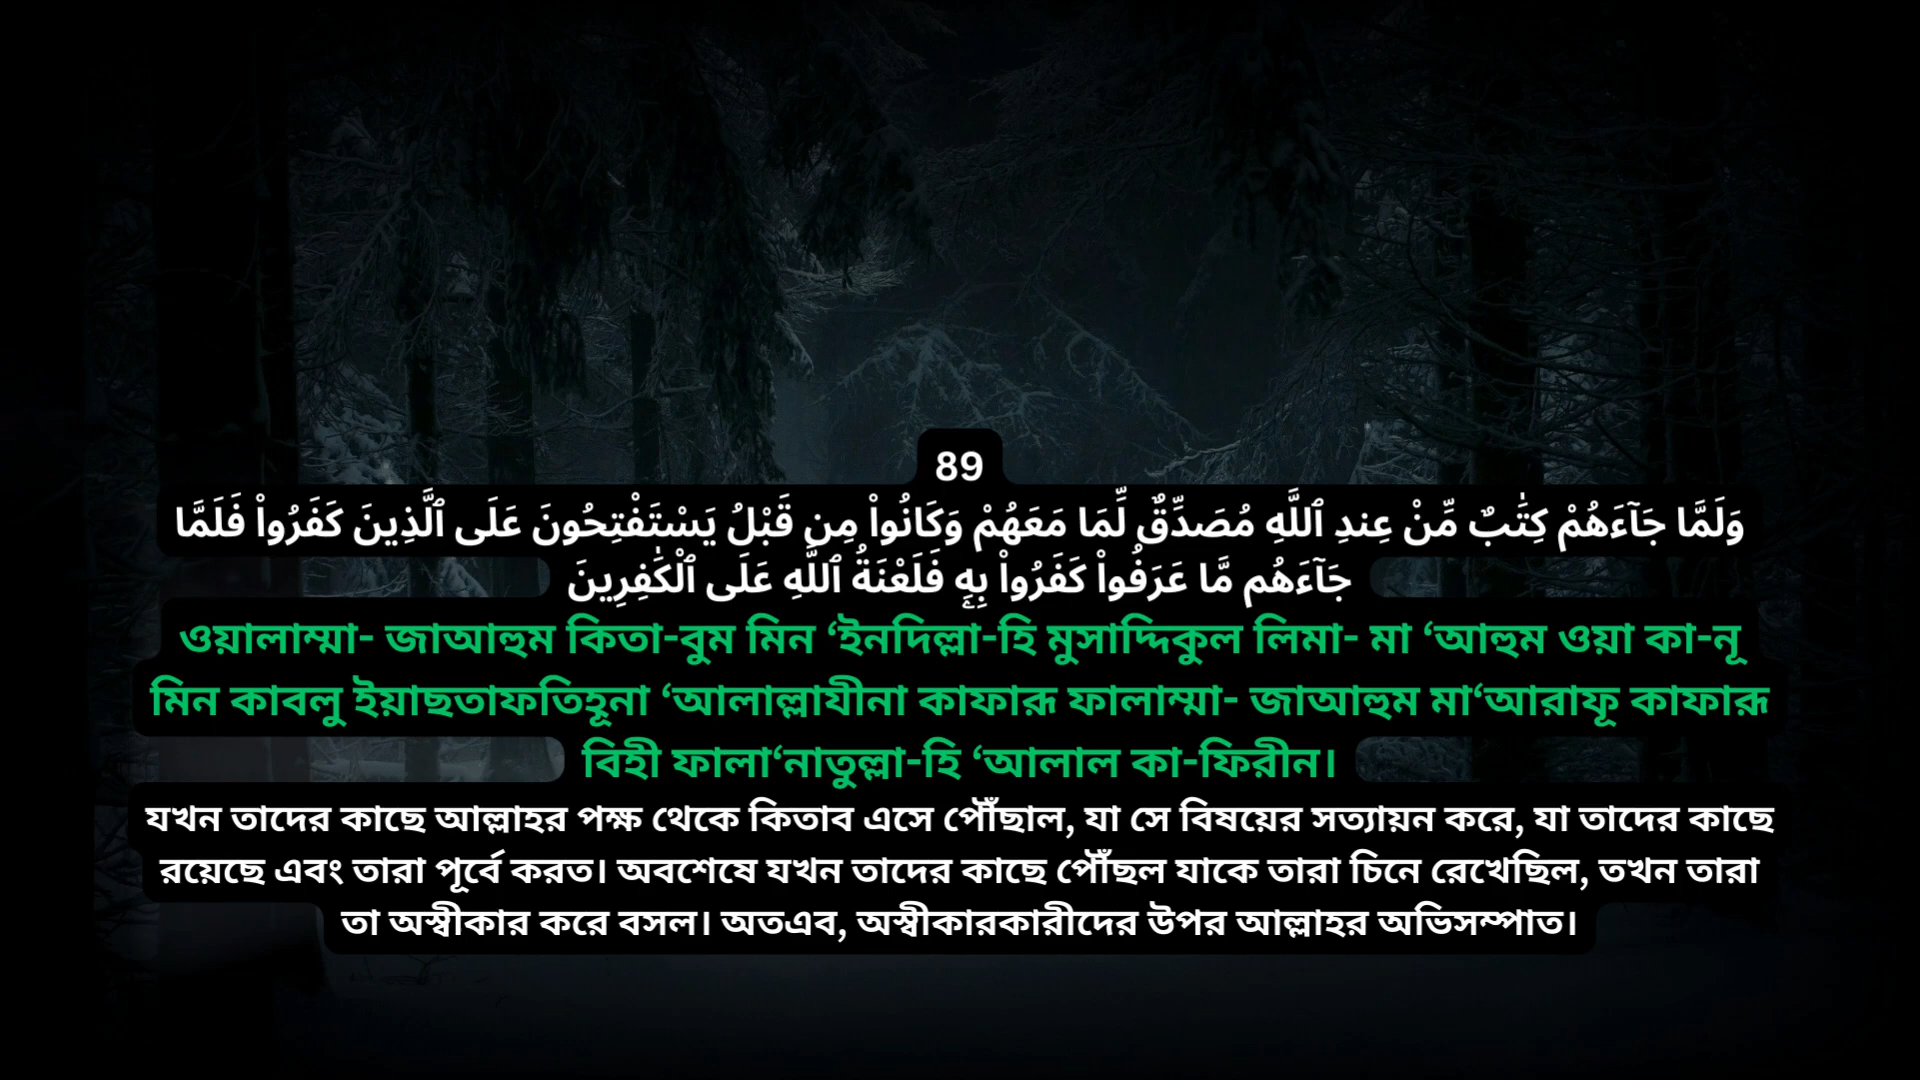 89
وَلَمَّا جَآءَهُمْ كِتَٰبٌ مِّنْ عِندِ ٱللَّهِ مُصَدِّقٌ لِّمَا مَعَهُمْ وَكَانُوا۟ مِن قَبْلُ يَسْتَفْتِحُونَ عَلَى ٱلَّذِينَ كَفَرُوا۟ فَلَمَّا
جَآءَهُم مَّا عَرَفُوا۟ كَفَرُوا۟ بِهِۦ فَلَعْنَةُ ٱللَّهِ عَلَى ٱلْكَٰفِرِينَ
ওয়ালাম্মা- জাআহুম কিতা-বুম মিন ‘ইনদিল্লা-হি মুসাদ্দিকুল লিমা- মা ‘আহুম ওয়া কা-নূ
মিন কাবলু ইয়াছতাফতিহূনা ‘আলাল্লাযীনা কাফারূ ফালাম্মা- জাআহুম মা‘আরাফূ কাফারূ
বিহী ফালা‘নাতুল্লা-হি ‘আলাল কা-ফিরীন।
যখন তাদের কাছে আল্লাহর পক্ষ থেকে কিতাব এসে পৌঁছাল, যা সে বিষয়ের সত্যায়ন করে, যা তাদের কাছে
রয়েছে এবং তারা পূর্বে করত। অবশেষে যখন তাদের কাছে পৌঁছল যাকে তারা চিনে রেখেছিল, তখন তারা
তা অস্বীকার করে বসল। অতএব, অস্বীকারকারীদের উপর আল্লাহর অভিসম্পাত।